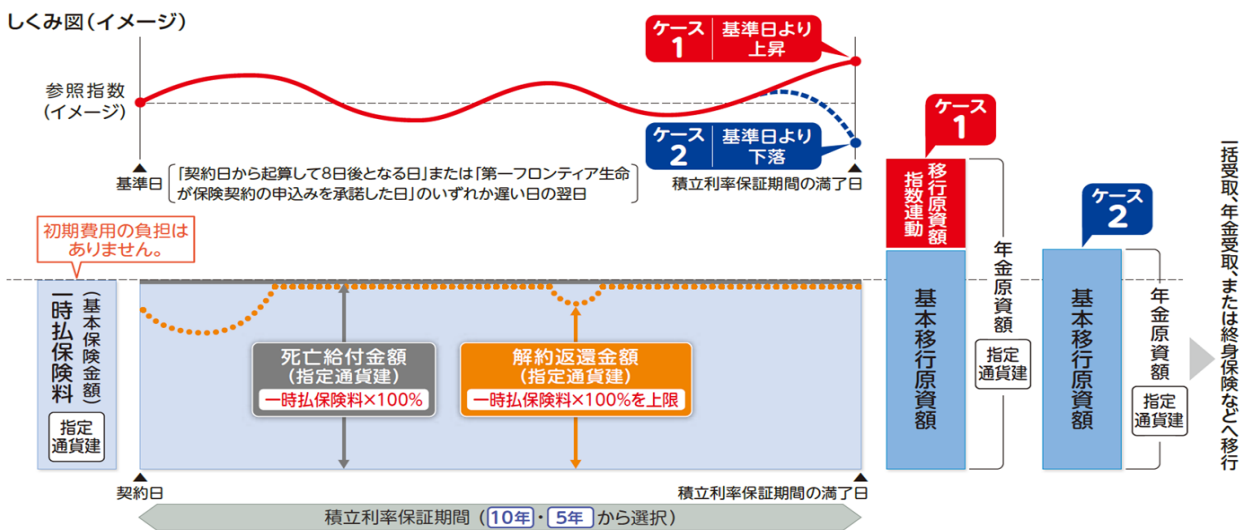 しくみ図(イメージ)
ケース
1
基準日より
上昇
参照指数
(イメージ)
ケース
2
基準日より
下落
基準日
「契約日から起算して8日後となる日」または「第一フロンティア生命
が保険契約の申込みを承諾した日」のいずれか遅い日の翌日
積立利率保証期間の満了日
初期費用の負担は
ありません。
一時払保険料
(基本保険金額)
指定
通貨建
死亡給付金額
(指定通貨建)
一時払保険料×100%
解約返還金額
(指定通貨建)
一時払保険料×100%を上限
契約日
積立利率保証期間の満了日
積立利率保証期間(10年・5年から選択)
ケース
1
指数連動
移行原資額
基本移行原資額
年金原資額
指定
通貨建
ケース
2
基本移行原資額
年金原資額
指定
通貨建
一括受取、年金受取、または終身保険などへ移行